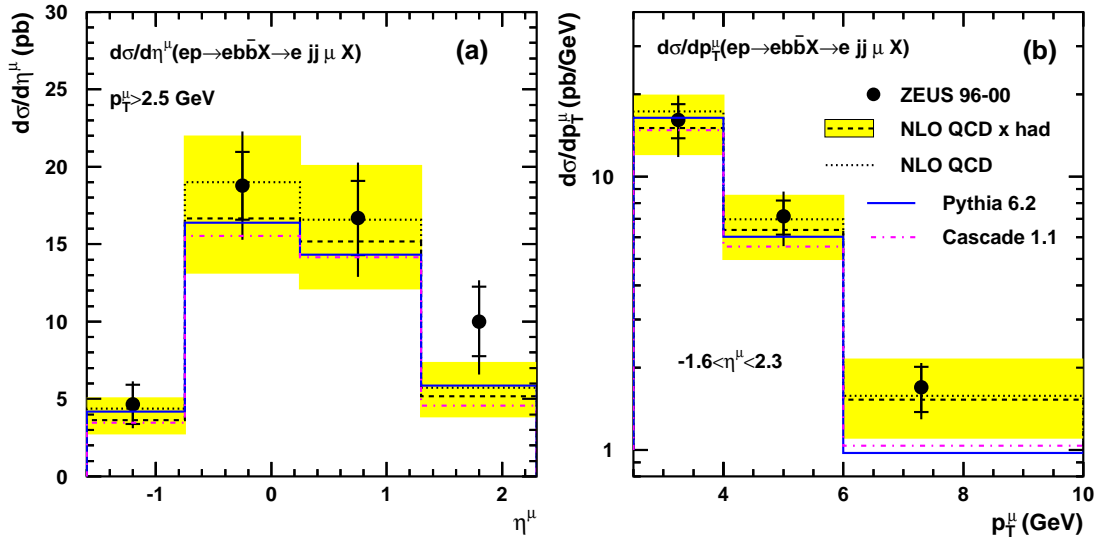 dσ/dη^μ (pb)
30
25
20
15
10
5
0
dσ/dη^μ(ep→ebb̄X→e jj μ X)
(a)
p_T^μ>2.5 GeV
-1 0 1 2
η^μ
dσ/dp_T^μ (pb/GeV)
10
1
dσ/dp_T^μ(ep→ebb̄X→e jj μ X)
(b)
ZEUS 96-00
NLO QCD x had
NLO QCD
Pythia 6.2
Cascade 1.1
-1.6<η^μ<2.3
4 6 8 10
p_T^μ (GeV)